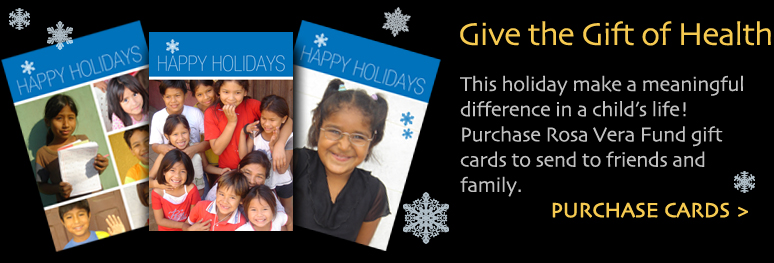 HAPPY HOLIDAYS
HAPPY HOLIDAYS
HAPPY HOLIDAYS
Give the Gift of Health
This holiday make a meaningful
difference in a child's life!
Purchase Rosa Vera Fund gift
cards to send to friends and
family.
PURCHASE CARDS >